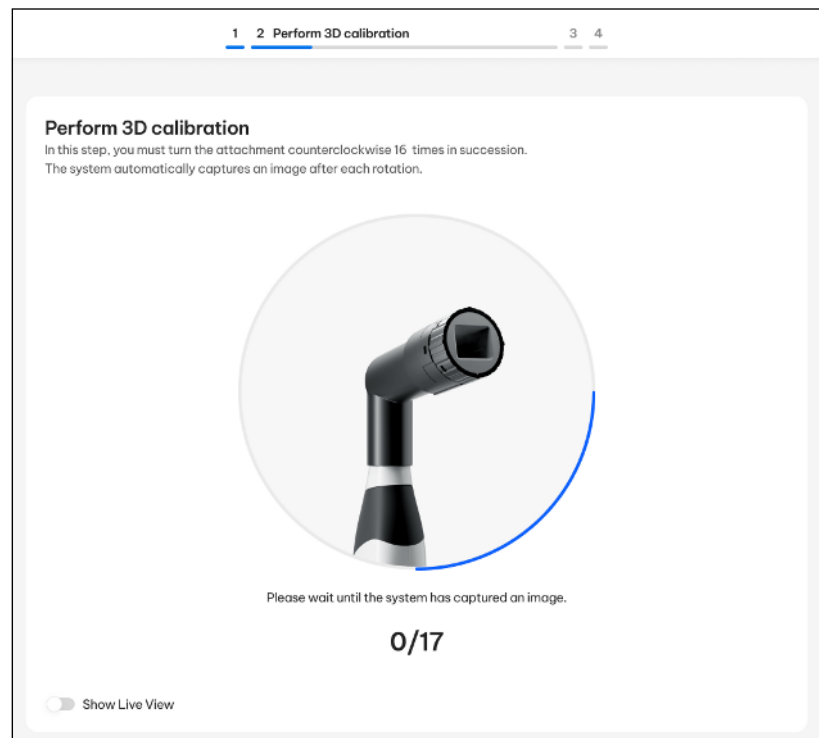 1 2 Perform 3D calibration 3 4
Perform 3D calibration
In this step, you must turn the attachment counterclockwise 16 times in succession.
The system automatically captures an image after each rotation.
Please wait until the system has captured an image.
0/17
Show Live View